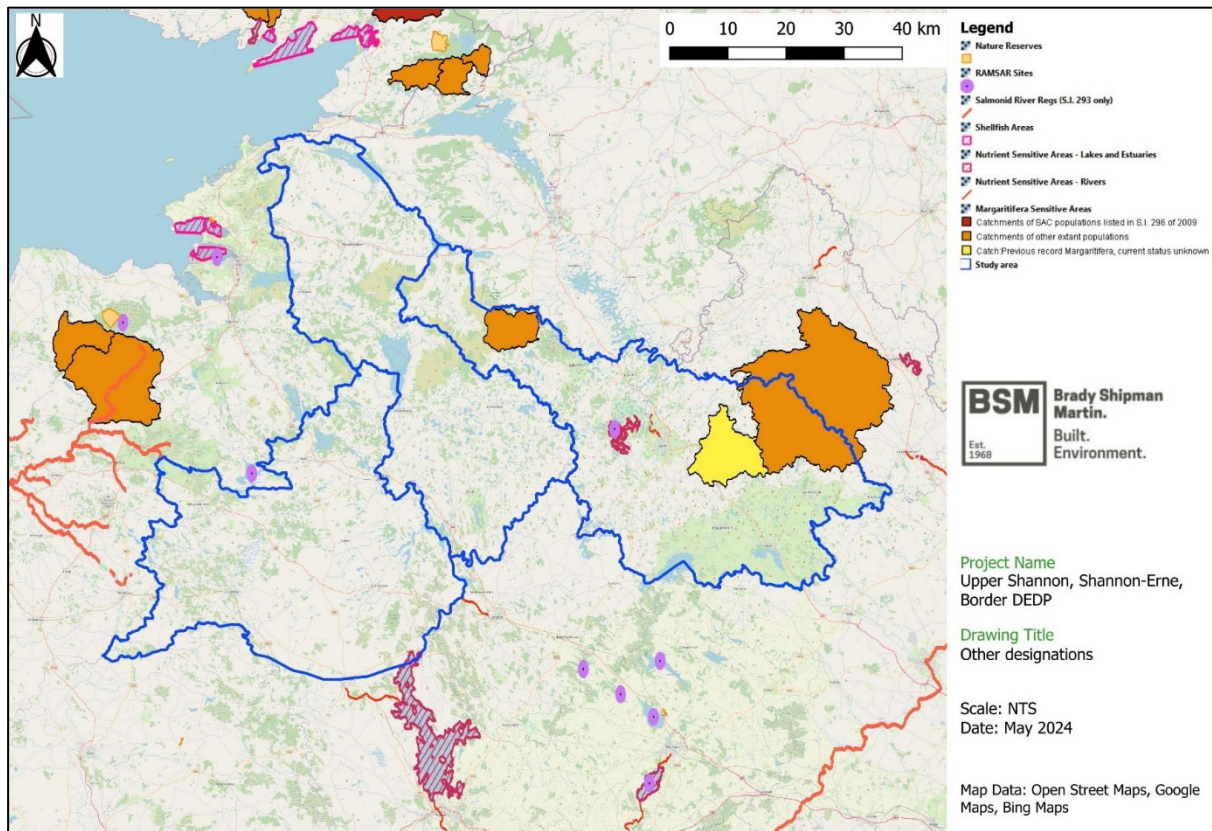 N
0 10 20 30 40 km
Legend
Nature Reserves
RAMSAR Sites
Salmonid River Regs (S.I. 293 only)
Shellfish Areas
Nutrient Sensitive Areas - Lakes and Estuaries
Nutrient Sensitive Areas - Rivers
Margaritifera Sensitive Areas
Catchments of SAC populations listed in S.I. 296 of 2009
Catchments of other extant populations
Catch:Previous record Margaritifera, current status unknown
Study area
BSM
Est.
1968
Brady Shipman
Martin.
Built.
Environment.
Project Name
Upper Shannon, Shannon-Erne,
Border DEDP
Drawing Title
Other designations
Scale: NTS
Date: May 2024
Map Data: Open Street Maps, Google
Maps, Bing Maps